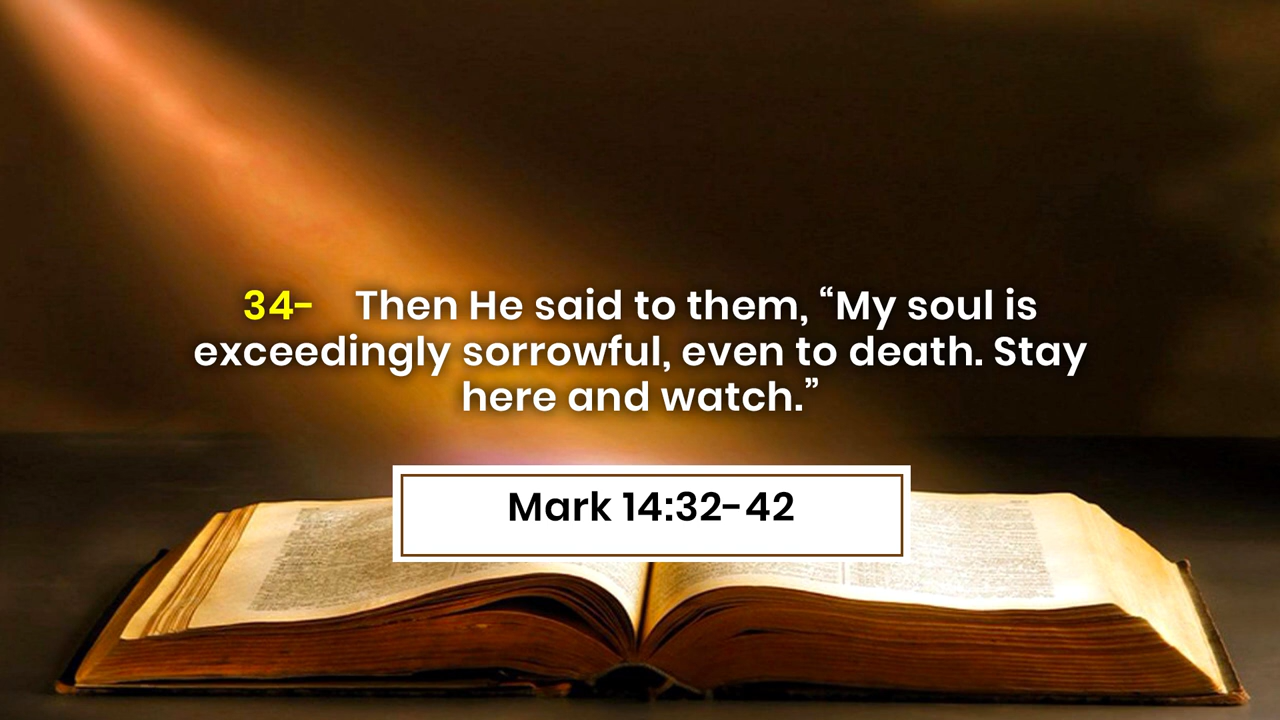 34- Then He said to them, “My soul is
exceedingly sorrowful, even to death. Stay
here and watch.”
Mark 14:32-42